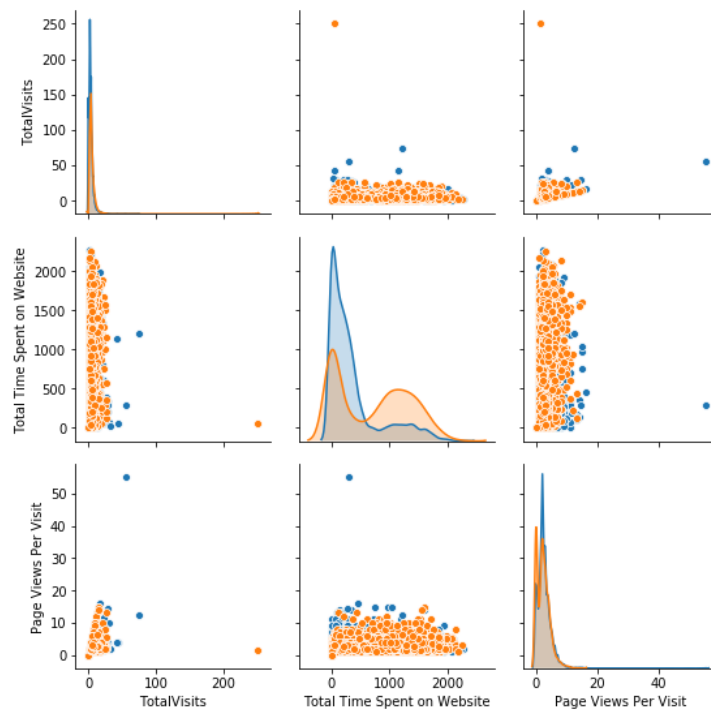 250
200
150
100
50
0
TotalVisits
2000
1500
1000
500
0
Total Time Spent on Website
50
40
30
20
10
0
Page Views Per Visit
0 200
TotalVisits
0 1000 2000
Total Time Spent on Website
0 20 40
Page Views Per Visit